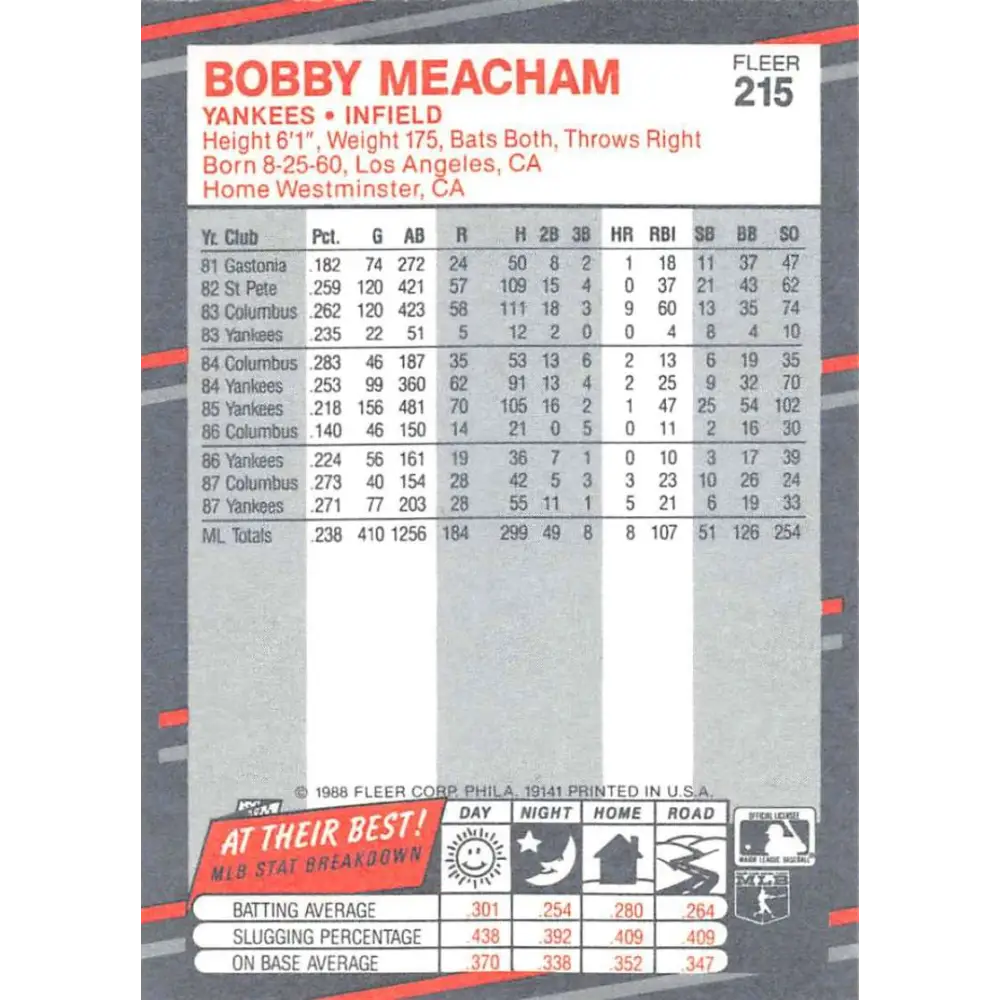 BOBBY MEACHAM
FLEER
215
YANKEES • INFIELD
Height 6'1", Weight 175, Bats Both, Throws Right
Born 8-25-60, Los Angeles, CA
Home Westminster, CA
Yr. Club Pct. G AB R H 2B 3B HR RBI SB BB SO
81 Gastonia .182 74 272 24 50 8 2 1 18 11 37 47
82 St Pete .259 120 421 57 109 15 4 0 37 21 43 62
83 Columbus .262 120 423 58 111 18 3 9 60 13 35 74
83 Yankees .235 22 51 5 12 2 0 0 4 8 4 10
84 Columbus .283 46 187 35 53 13 6 2 13 6 19 35
84 Yankees .253 99 360 62 91 13 4 2 25 9 32 70
85 Yankees .218 156 481 70 105 16 2 1 47 25 54 102
86 Columbus .140 46 150 14 21 0 5 0 11 2 16 30
86 Yankees .224 56 161 19 36 7 1 0 10 3 17 39
87 Columbus .273 40 154 28 42 5 3 3 23 10 26 24
87 Yankees .271 77 203 28 55 11 1 5 21 6 19 33
ML Totals .238 410 1256 184 299 49 8 8 107 51 126 254
© 1988 FLEER CORP. PHILA. 19141 PRINTED IN U.S.A.
AT THEIR BEST!
MLB STAT BREAKDOWN
DAY NIGHT HOME ROAD
BATTING AVERAGE .301 .254 .280 .264
SLUGGING PERCENTAGE .438 .392 .409 .409
ON BASE AVERAGE .370 .338 .352 .347
OFFICIAL LICENSEE
MAJOR LEAGUE BASEBALL
MLB